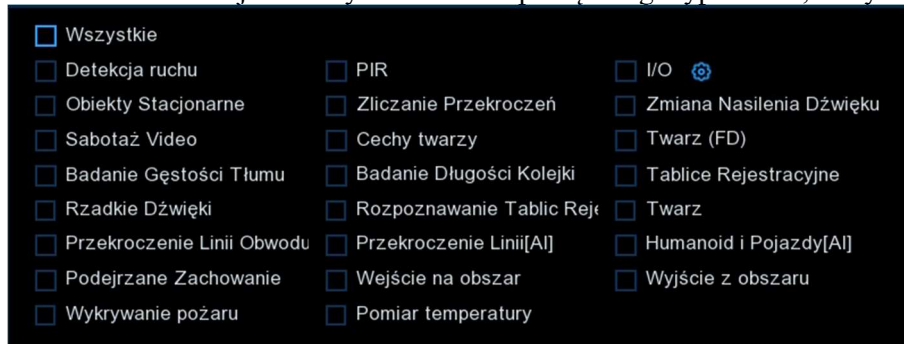 Wszystkie
Detekcja ruchu PIR I/O
Obiekty Stacjonarne Zliczanie Przekroczeń Zmiana Nasilenia Dźwięku
Sabotaż Video Cechy twarzy Twarz (FD)
Badanie Gęstości Tłumu Badanie Długości Kolejki Tablice Rejestracyjne
Rzadkie Dźwięki Rozpoznawanie Tablic Reje Twarz
Przekroczenie Linii Obwodu Przekroczenie Linii[AI] Humanoid i Pojazdy[AI]
Podejrzane Zachowanie Wejście na obszar Wyjście z obszaru
Wykrywanie pożaru Pomiar temperatury